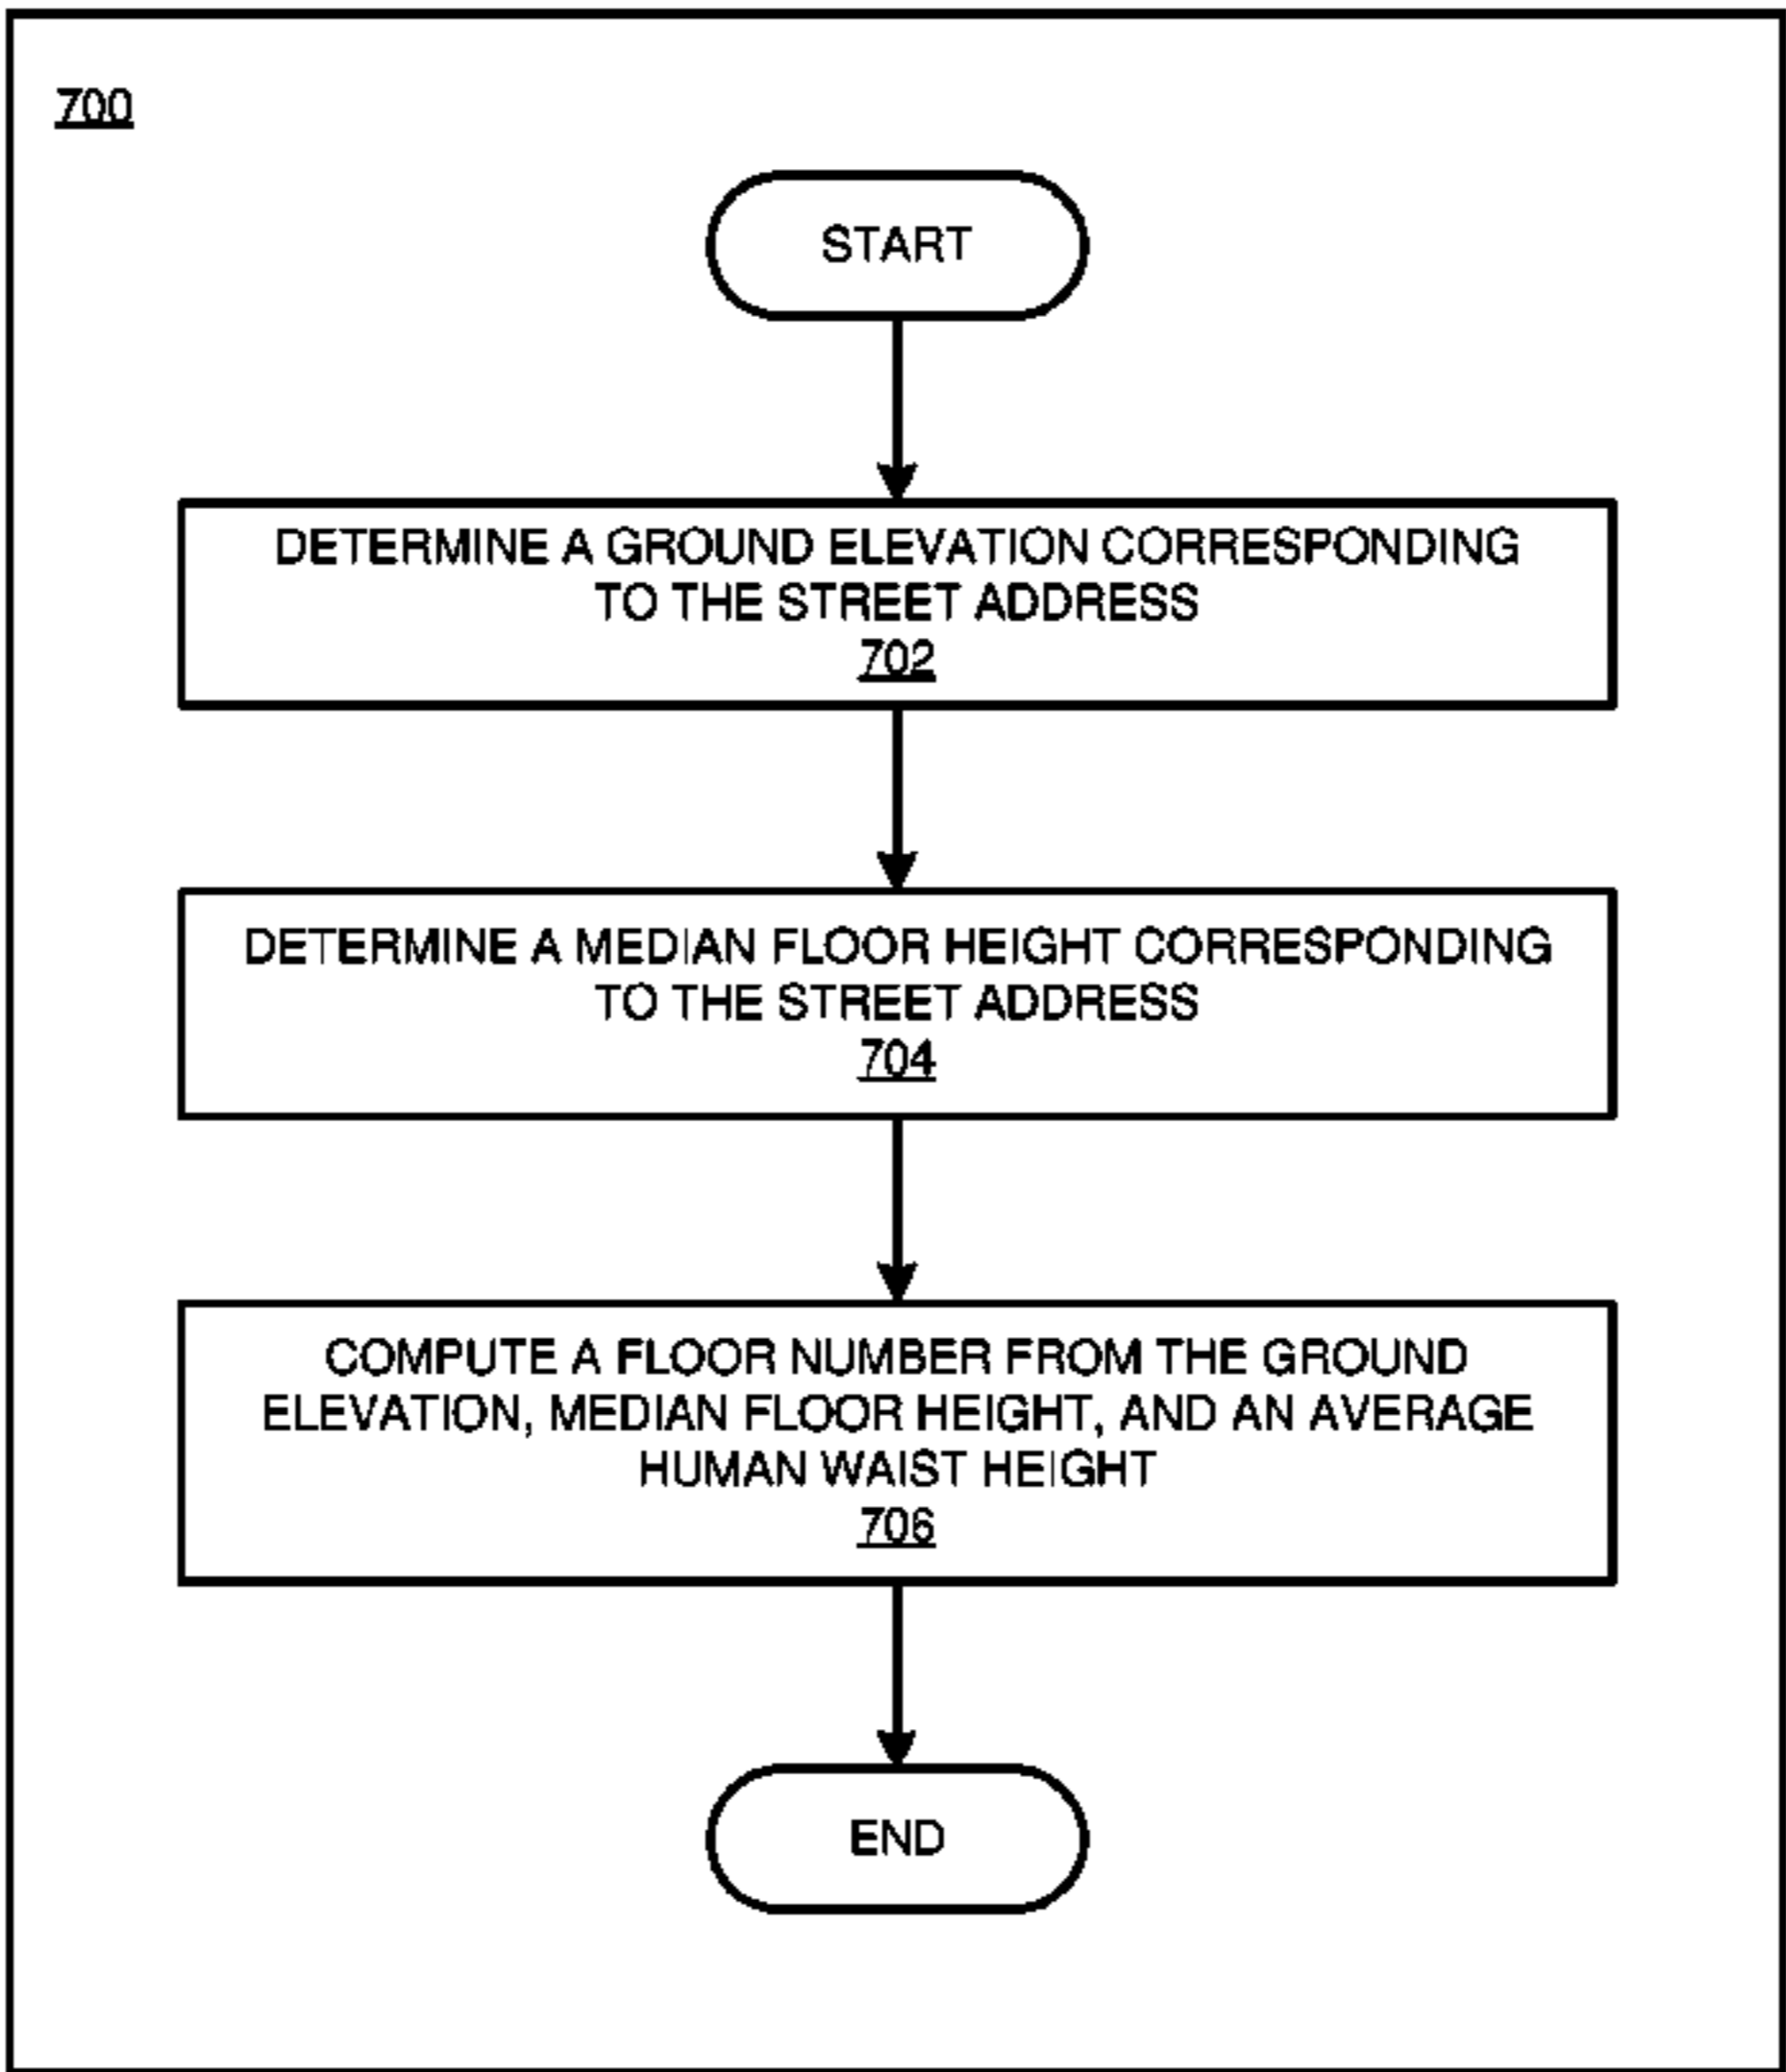 700
START
DETERMINE A GROUND ELEVATION CORRESPONDING
TO THE STREET ADDRESS
702
DETERMINE A MEDIAN FLOOR HEIGHT CORRESPONDING
TO THE STREET ADDRESS
704
COMPUTE A FLOOR NUMBER FROM THE GROUND
ELEVATION, MEDIAN FLOOR HEIGHT, AND AN AVERAGE
HUMAN WAIST HEIGHT
706
END